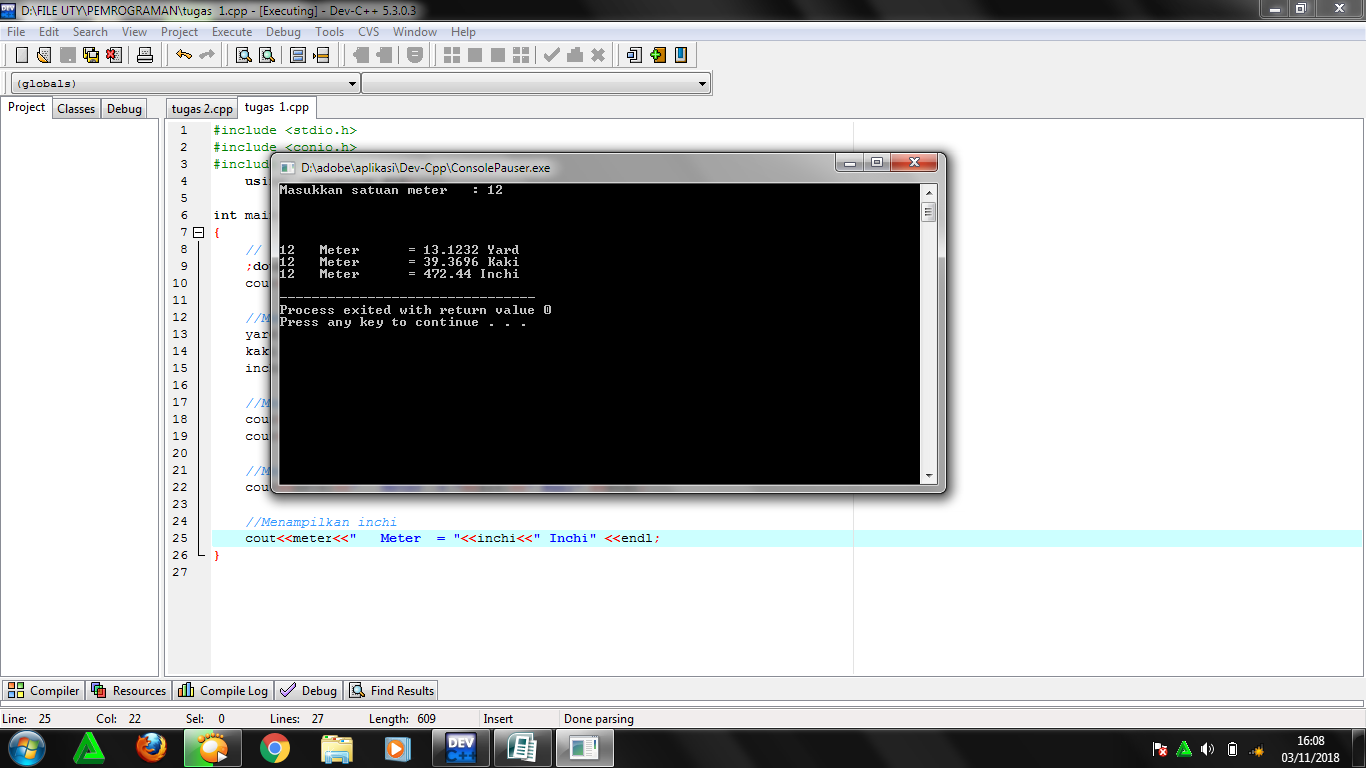 D:\FILE UTY\PEMROGRAMAN\tugas  1.cpp - [Executing] - Dev-C++ 5.3.0.3
File Edit Search View Project Execute Debug Tools CVS Window Help
(globals)
Project Classes Debug tugas 2.cpp tugas 1.cpp
1 #include <stdio.h>
2 #include <conio.h>
3 #includ
D:\adobe\aplikasi\Dev-Cpp\ConsolePauser.exe
4 usi
Masukkan satuan meter   : 12
5
6 int mai
7 {
8 //
12   Meter      = 13.1232 Yard
12   Meter      = 39.3696 Kaki
12   Meter      = 472.44 Inchi
9 ;do
10 cou
--------------------------------
Process exited with return value 0
Press any key to continue . . .
11
12 //M
13 yar
14 kak
15 inc
16
17 //M
18 cou
19 cou
20
21 //M
22 cou
23
24 //Menampilkan inchi
25 cout<<meter<<"   Meter  = "<<inchi<<" Inchi" <<endl;
26 }
27
Compiler Resources Compile Log Debug Find Results
Line: 25 Col: 22 Sel: 0 Lines: 27 Length: 609 Insert Done parsing
DEV C++
16:08
03/11/2018